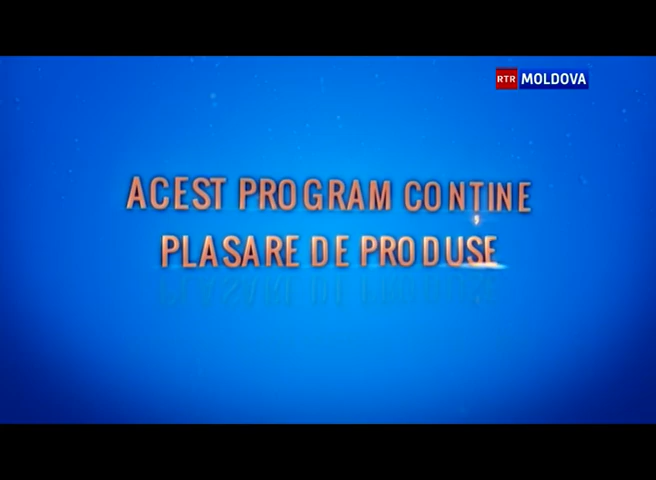 RTR MOLDOVA
ACEST PROGRAM CONȚINE
PLASARE DE PRODUSE